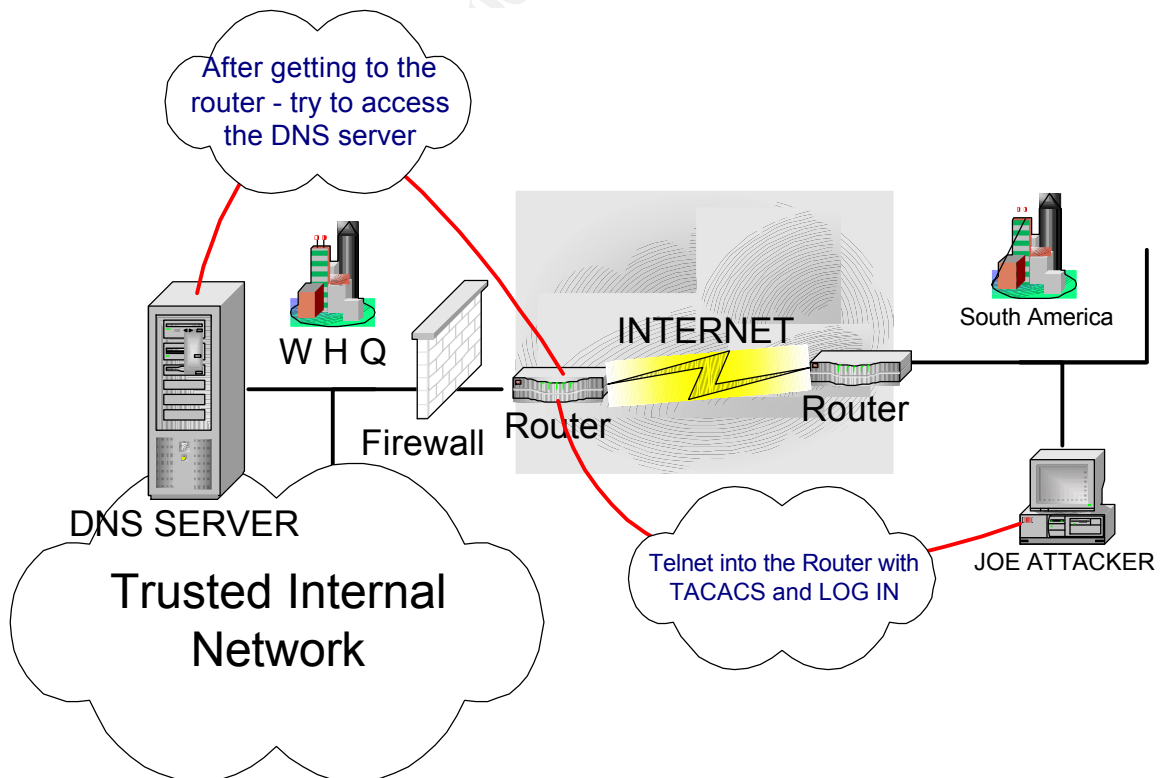 After getting to the
router - try to access
the DNS server
INTERNET
South America
W H Q
Firewall
Router
Router
DNS SERVER
Telnet into the Router with
TACACS and LOG IN
JOE ATTACKER
Trusted Internal
Network